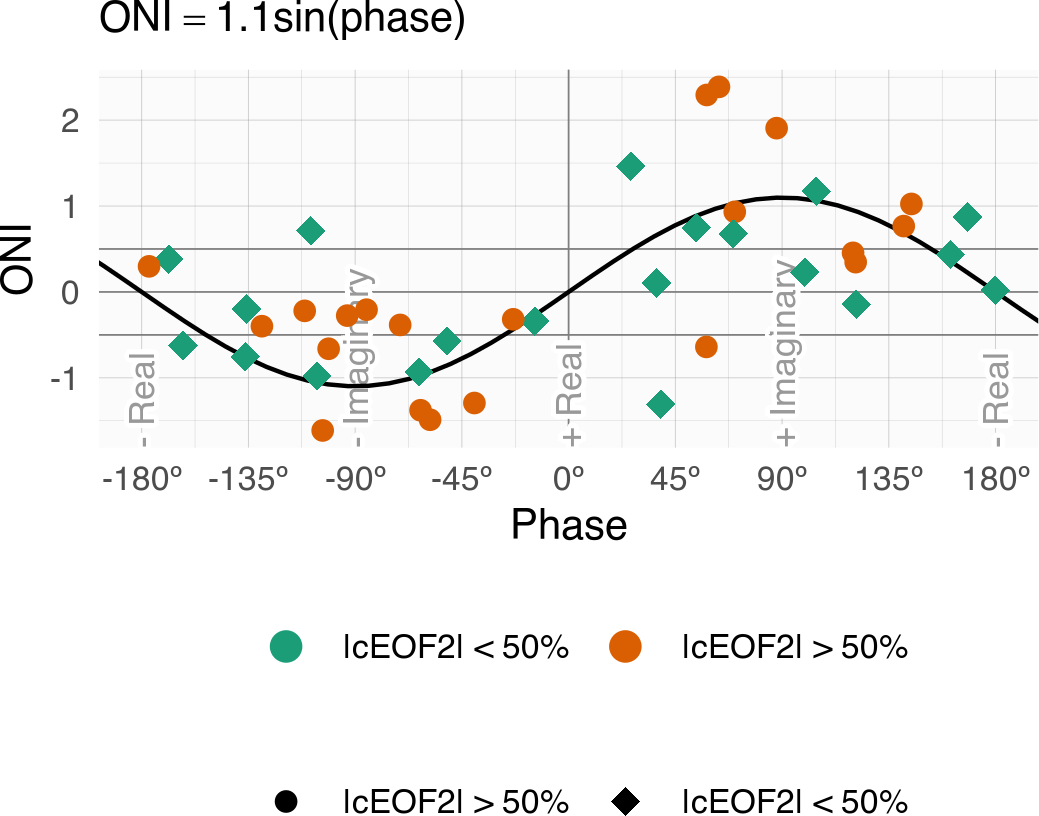 ONI = 1.1sin(phase)
2
1
0
-1
ONI
- Real
- Imaginary
+ Real
+ Imaginary
- Real
-180º -135º -90º -45º 0º 45º 90º 135º 180º
Phase
|cEOF2| < 50% |cEOF2| > 50%
|cEOF2| > 50% |cEOF2| < 50%